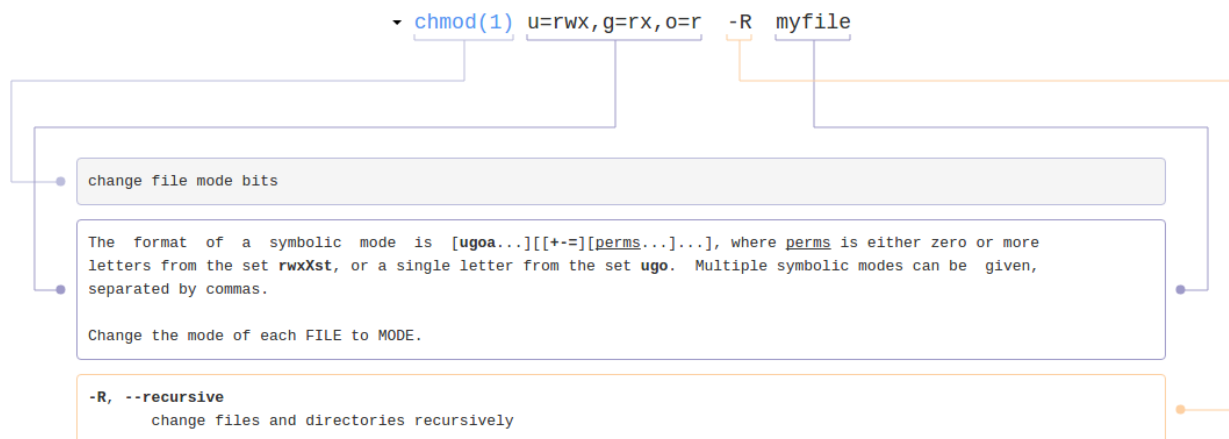 chmod(1) u=rwx,g=rx,o=r -R myfile
change file mode bits
The format of a symbolic mode is [ugoa...][[+-=][perms...]...], where perms is either zero or more
letters from the set rwxXst, or a single letter from the set ugo. Multiple symbolic modes can be given,
separated by commas.
Change the mode of each FILE to MODE.
-R, --recursive
change files and directories recursively